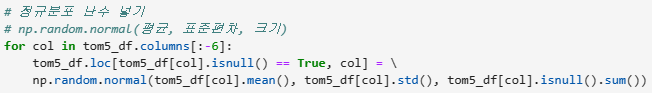 # 정규분포 난수 넣기
# np.random.normal(평균, 표준편차, 크기)
for col in tom5_df.columns[:-6]:
    tom5_df.loc[tom5_df[col].isnull() == True, col] = \
    np.random.normal(tom5_df[col].mean(), tom5_df[col].std(), tom5_df[col].isnull().sum())